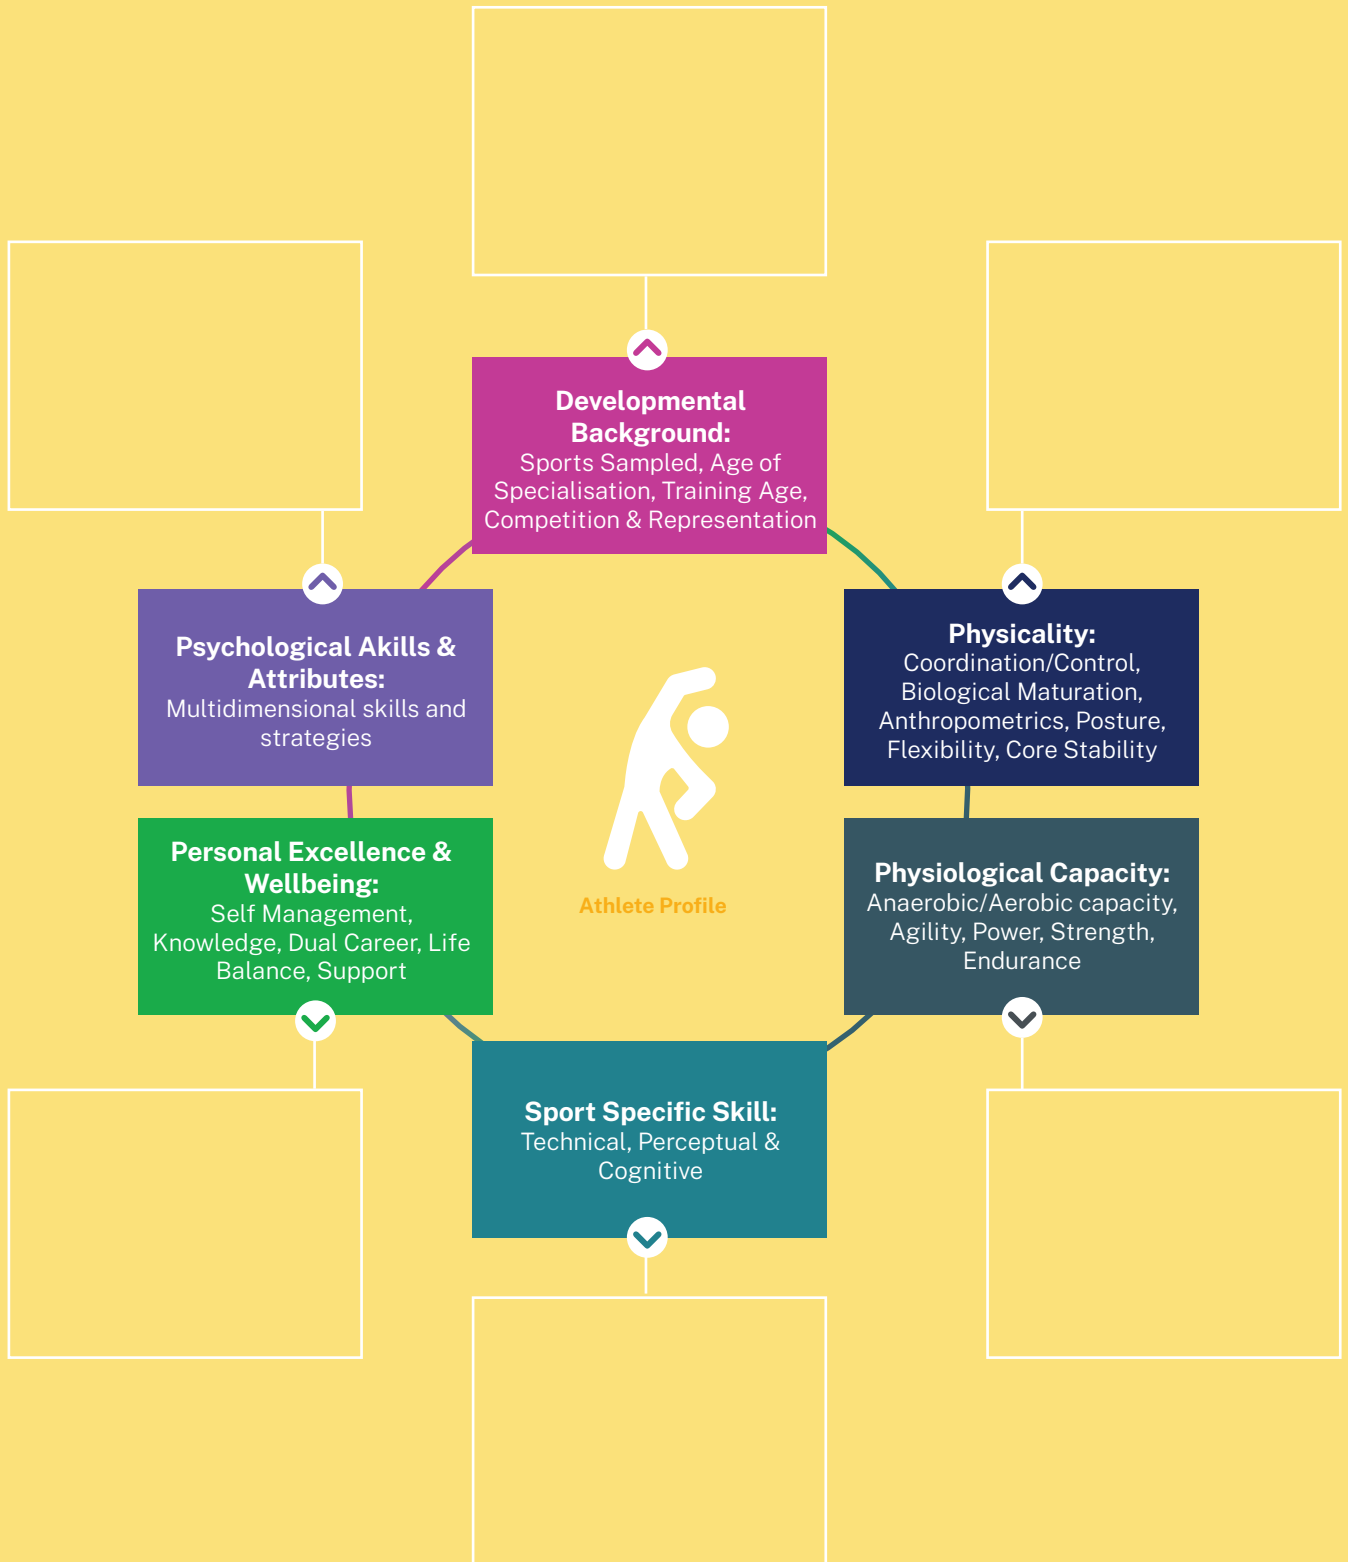 Developmental
Background:
Sports Sampled, Age of
Specialisation, Training Age,
Competition & Representation
Psychological Akills &
Attributes:
Multidimensional skills and
strategies
Physicality:
Coordination/Control,
Biological Maturation,
Anthropometrics, Posture,
Flexibility, Core Stability
Personal Excellence &
Wellbeing:
Self Management,
Knowledge, Dual Career, Life
Balance, Support
Athlete Profile
Physiological Capacity:
Anaerobic/Aerobic capacity,
Agility, Power, Strength,
Endurance
Sport Specific Skill:
Technical, Perceptual &
Cognitive